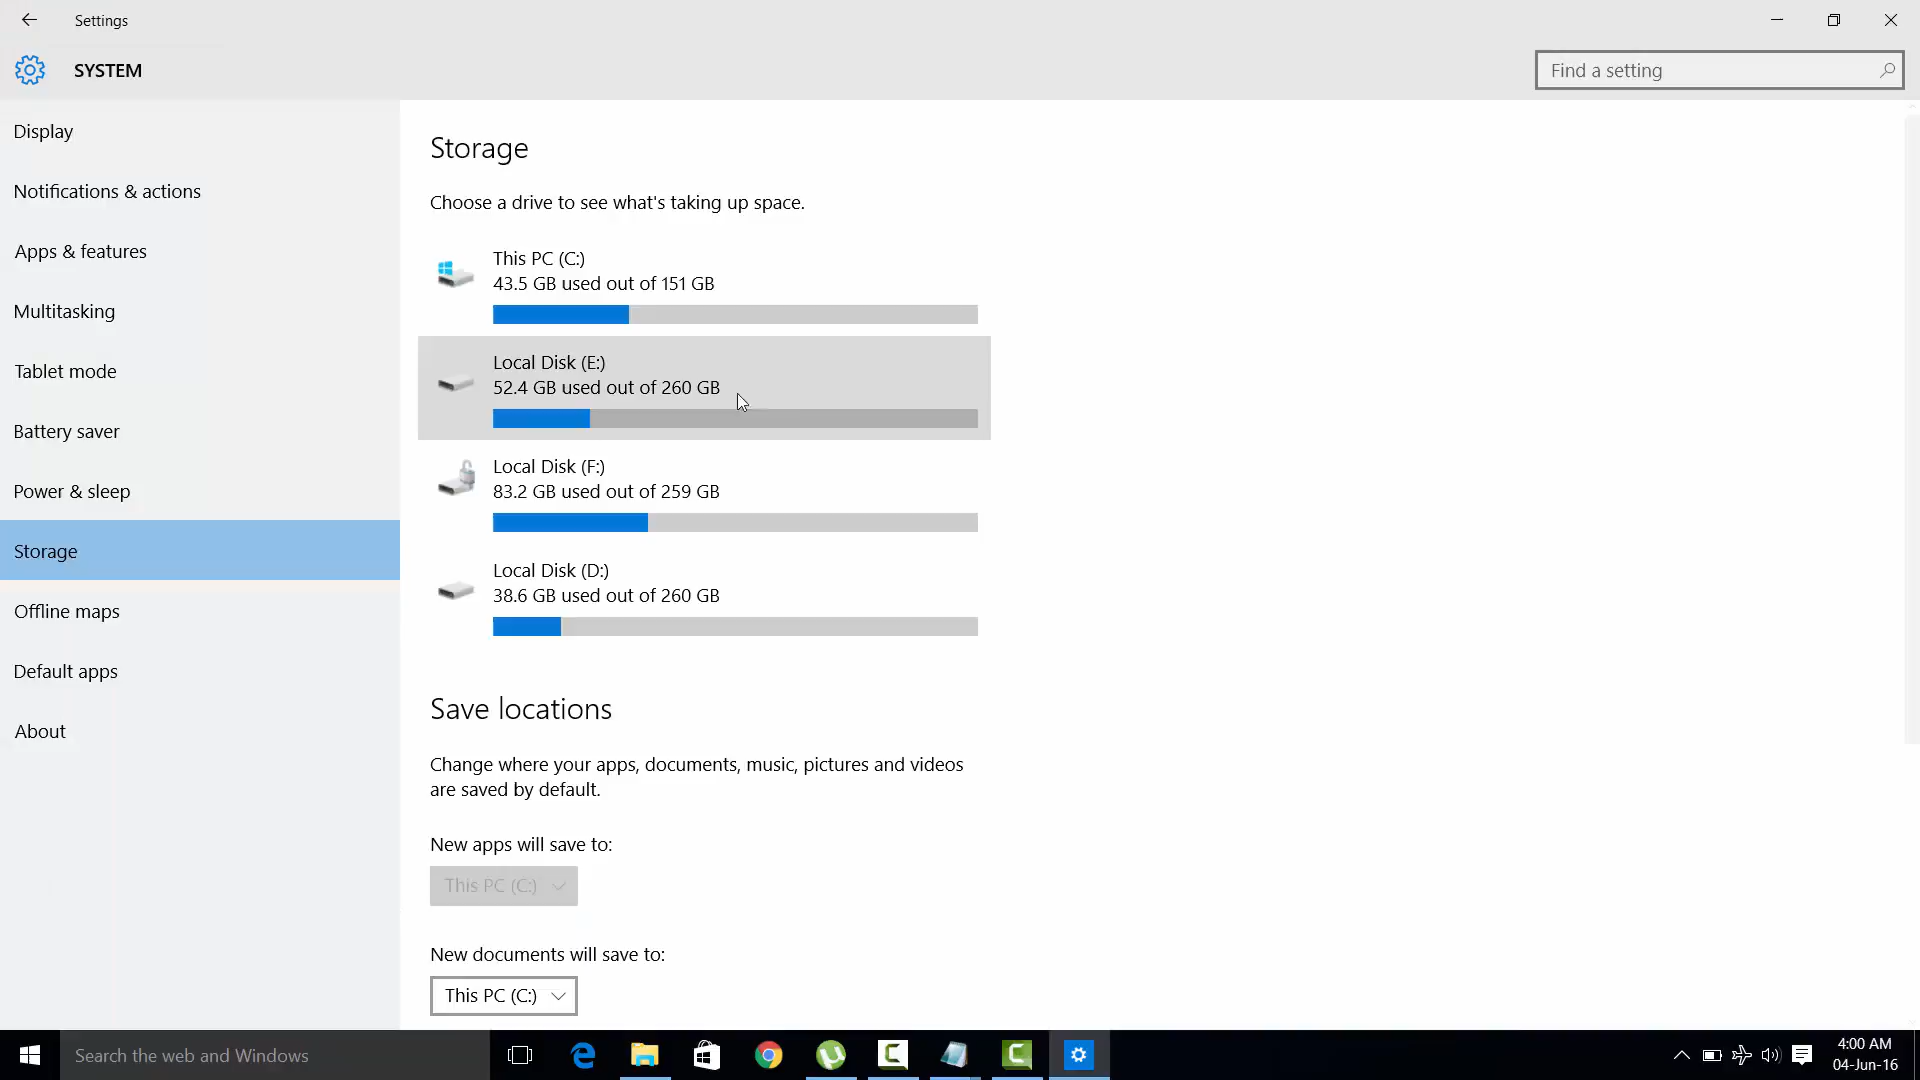 Settings
SYSTEM
Find a setting
Display
Notifications & actions
Apps & features
Multitasking
Tablet mode
Battery saver
Power & sleep
Storage
Offline maps
Default apps
About
Storage
Choose a drive to see what's taking up space.
This PC (C:)
43.5 GB used out of 151 GB
Local Disk (E:)
52.4 GB used out of 260 GB
Local Disk (F:)
83.2 GB used out of 259 GB
Local Disk (D:)
38.6 GB used out of 260 GB
Save locations
Change where your apps, documents, music, pictures and videos
are saved by default.
New apps will save to:
This PC (C:)
New documents will save to:
This PC (C:)
Search the web and Windows
4:00 AM
04-Jun-16